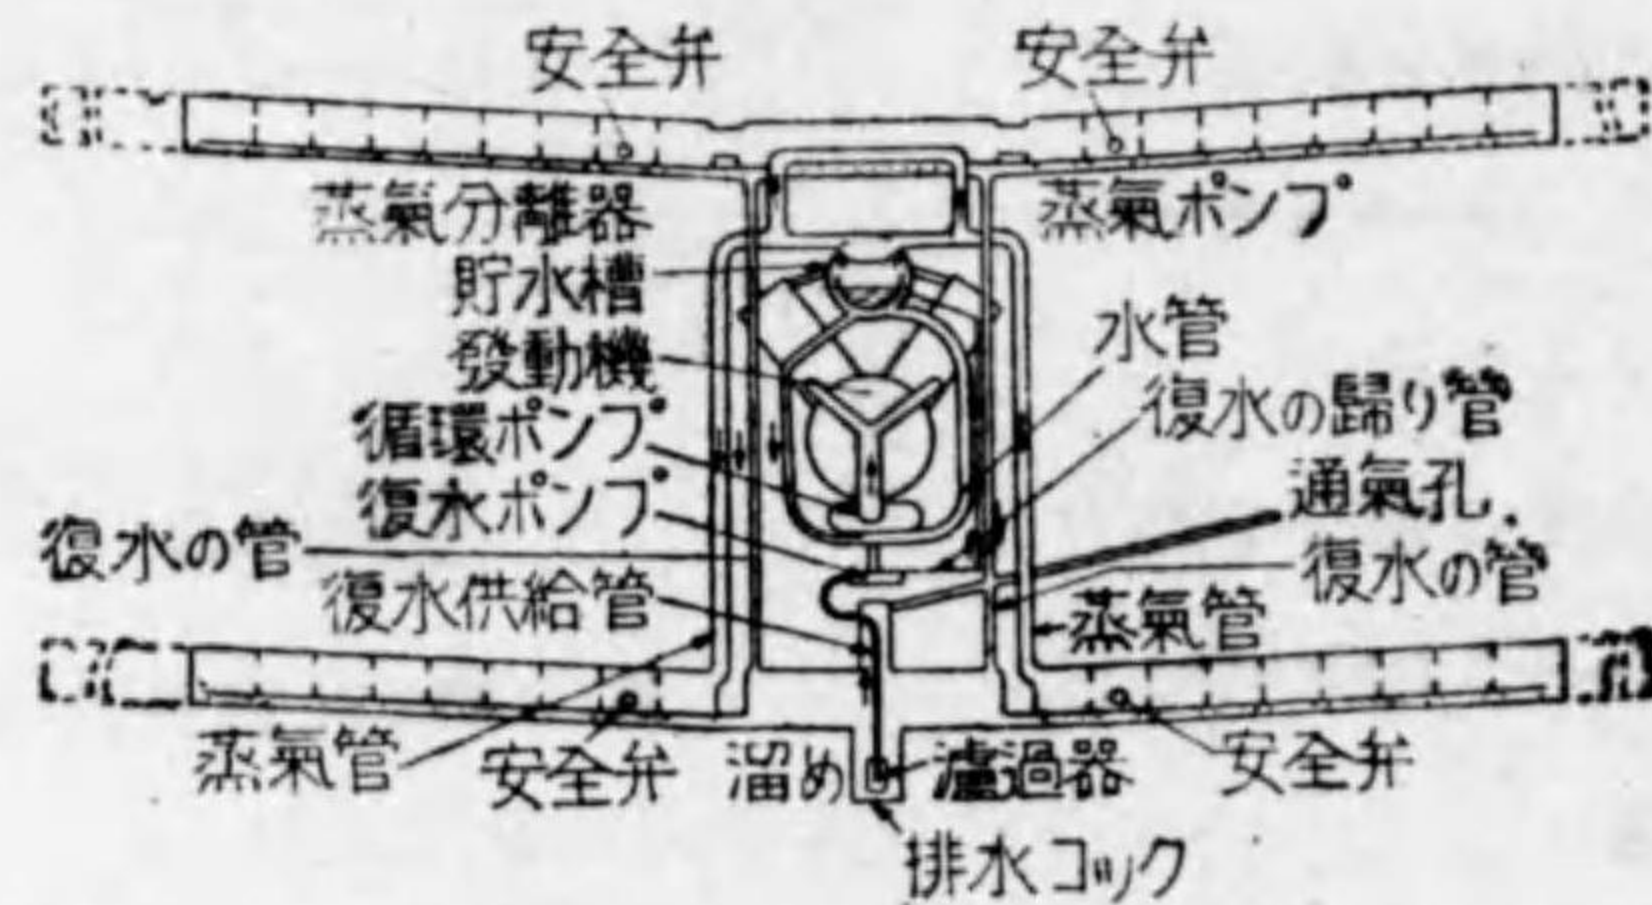 安全弁
安全弁
蒸氣分離器
蒸氣ポンプ
貯水槽
發動機
水管
循環ポンプ
復水の歸り管
復水ポンプ
通氣孔.
復水の管
復水の管
復水供給管
蒸氣管
蒸氣管
安全弁
溜め
濾過器
安全弁
排水コック